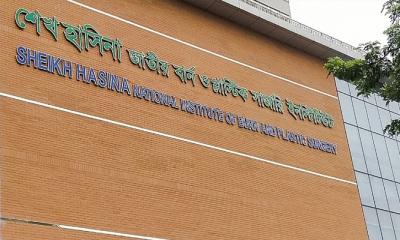 শেখ হাসিনা জাতীয় বার্ন ও প্লাস্টিক সার্জারি ইনস্টিটিউট
SHEIKH HASINA NATIONAL INSTITUTE OF BURN AND PLASTIC SURGERY